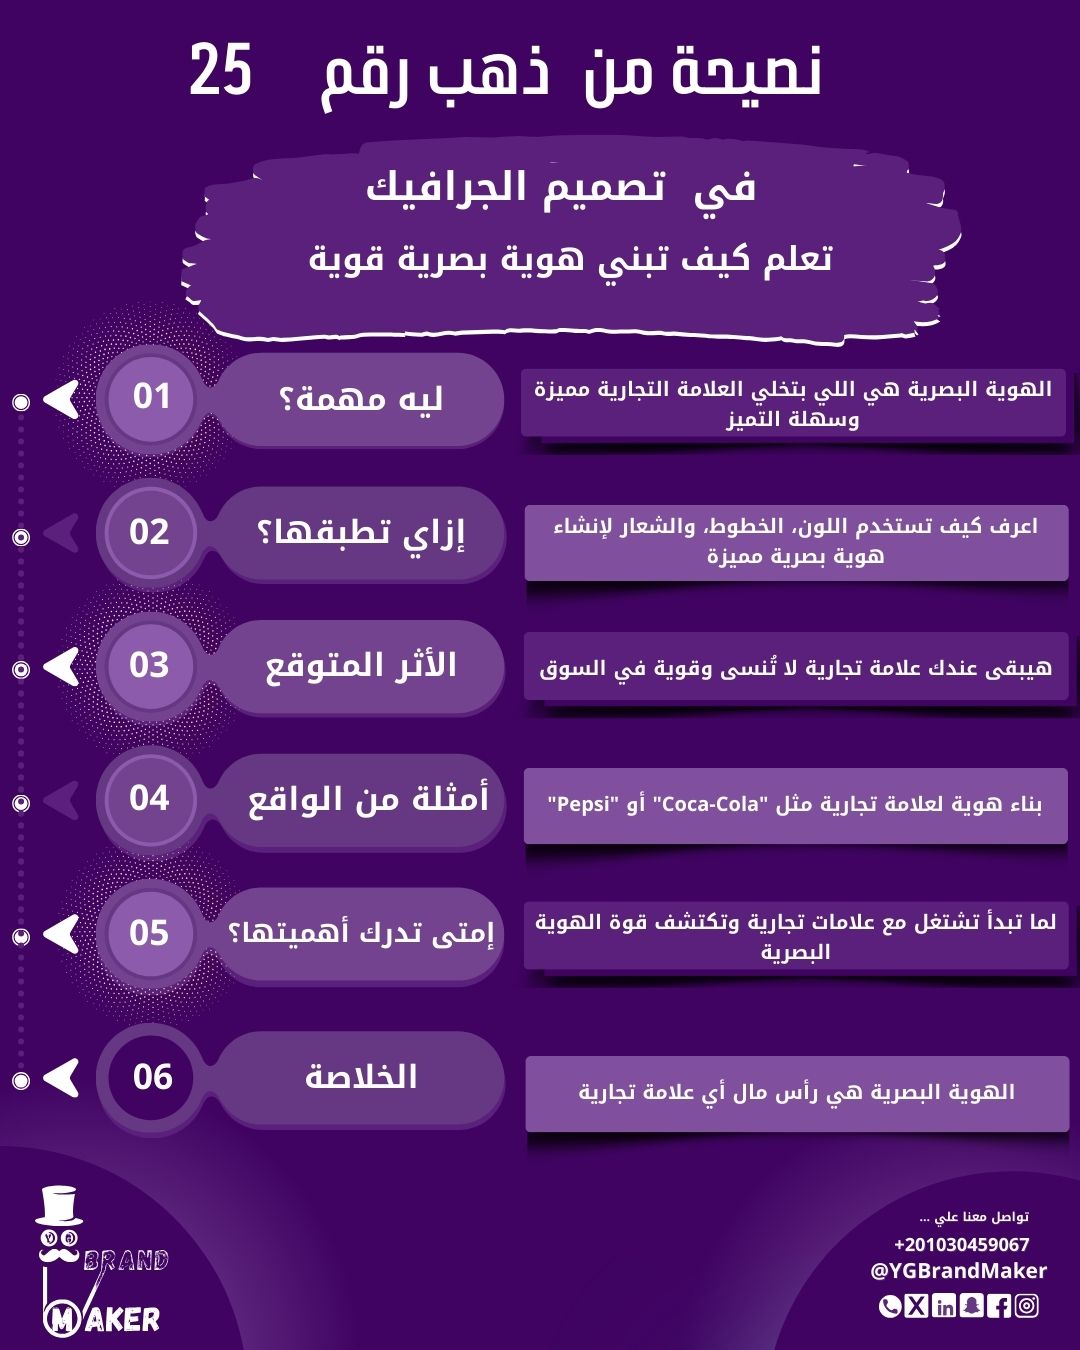 نصيحة من ذهب رقم 25
في تصميم الجرافيك
تعلم كيف تبني هوية بصرية قوية
01
ليه مهمة؟
الهوية البصرية هي اللي بتخلي العلامة التجارية مميزة
وسهلة التميز
02
إزاي تطبقها؟
اعرف كيف تستخدم اللون، الخطوط، والشعار لإنشاء
هوية بصرية مميزة
03
الأثر المتوقع
هيبقى عندك علامة تجارية لا تُنسى وقوية في السوق
04
أمثلة من الواقع
بناء هوية لعلامة تجارية مثل "Coca-Cola" أو "Pepsi"
05
إمتى تدرك أهميتها؟
لما تبدأ تشتغل مع علامات تجارية وتكتشف قوة الهوية
البصرية
06
الخلاصة
الهوية البصرية هي رأس مال أي علامة تجارية
تواصل معنا علي ...
+201030459067
@YGBrandMaker
YG
BRAND
MAKER